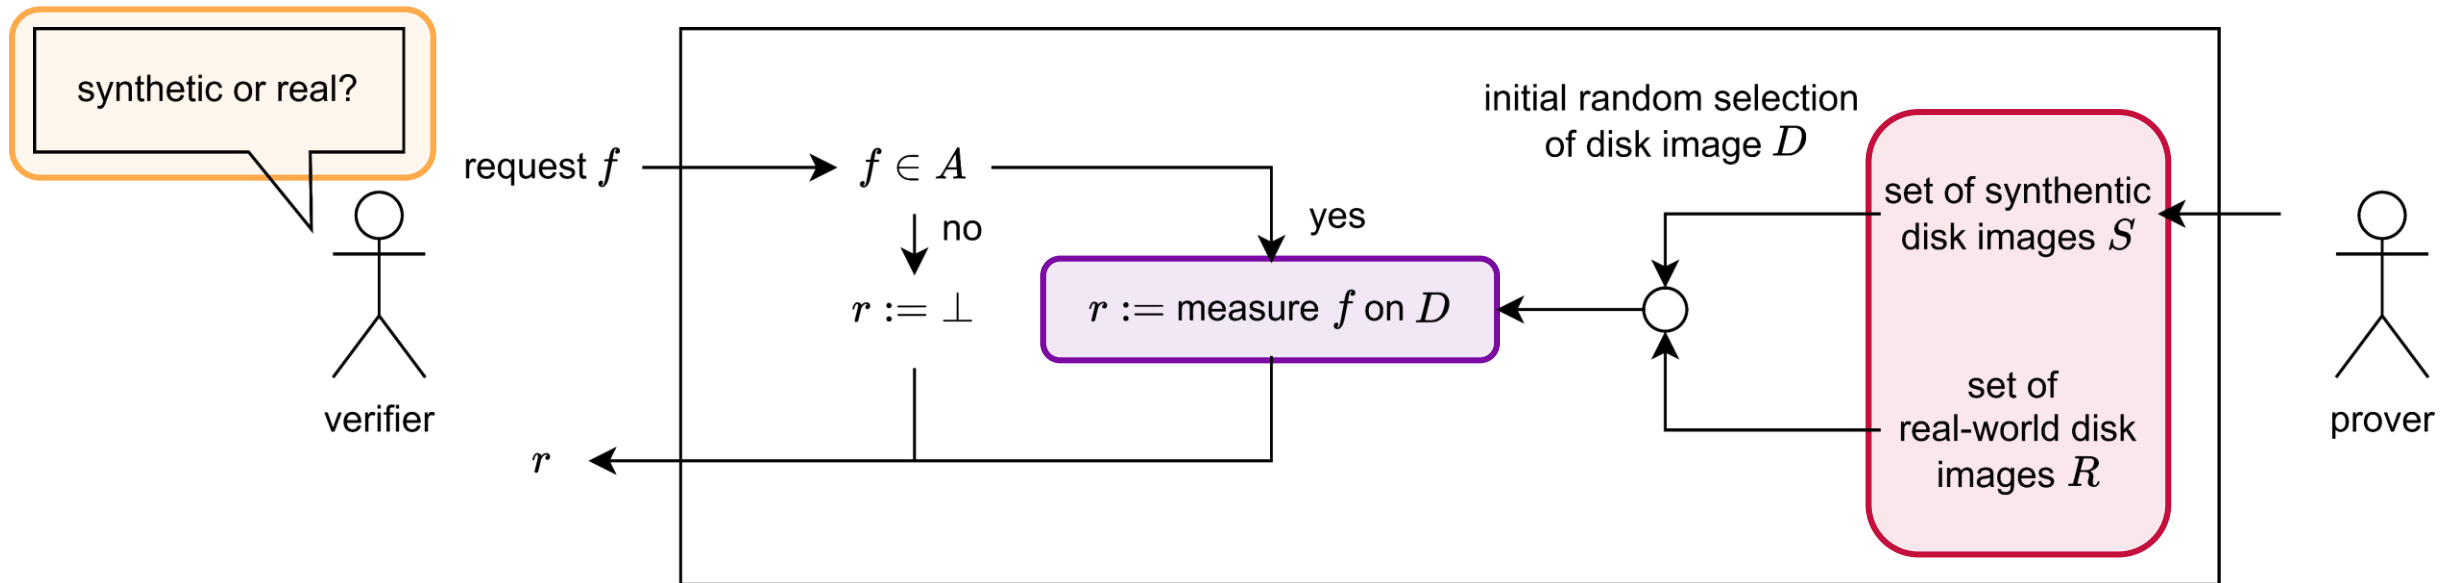 synthetic or real?
verifier
request f
r
f ∈ A
no
r := ⊥
yes
r := measure f on D
initial random selection
of disk image D
set of synthentic
disk images S
set of
real-world disk
images R
prover